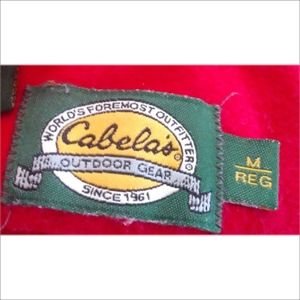 WORLD'S FOREMOST OUTFITTER®
Cabela's®
OUTDOOR GEAR
SINCE 1961
M
REG